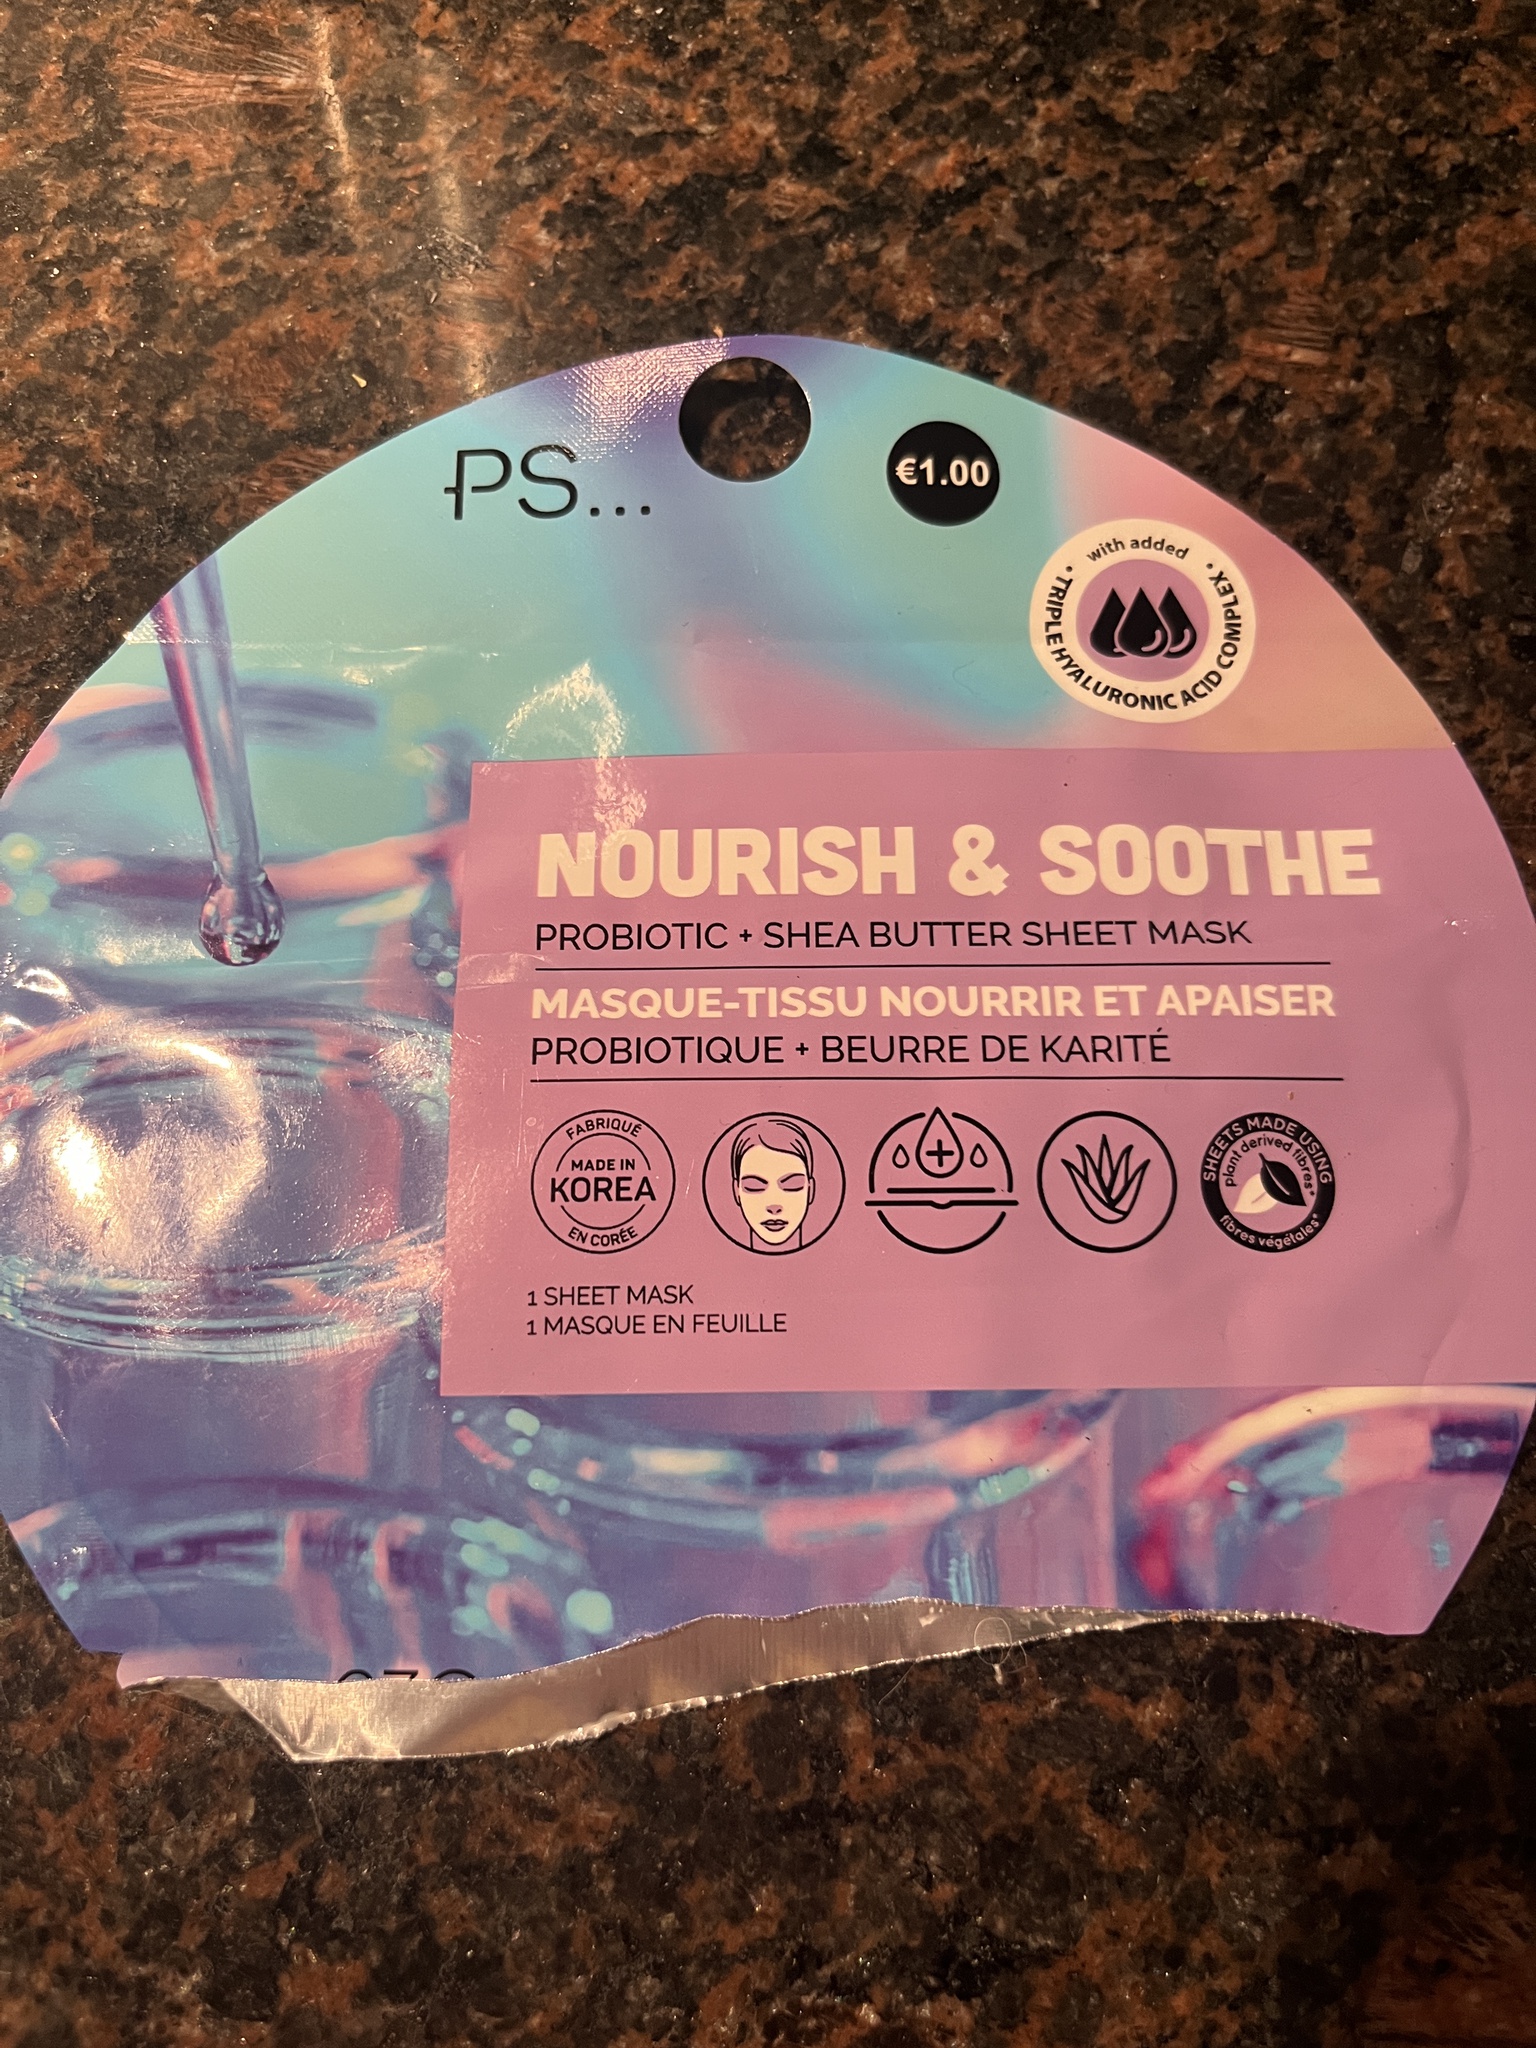 PS...
€1.00
with added
• TRIPLE HYALURONIC ACID COMPLEX •
NOURISH & SOOTHE
PROBIOTIC + SHEA BUTTER SHEET MASK
MASQUE-TISSU NOURRIR ET APAISER
PROBIOTIQUE + BEURRE DE KARITÉ
FABRIQUÉ
MADE IN
KOREA
EN CORÉE
SHEETS MADE USING
plant derived fibres*
fibres végétales*
1 SHEET MASK
1 MASQUE EN FEUILLE